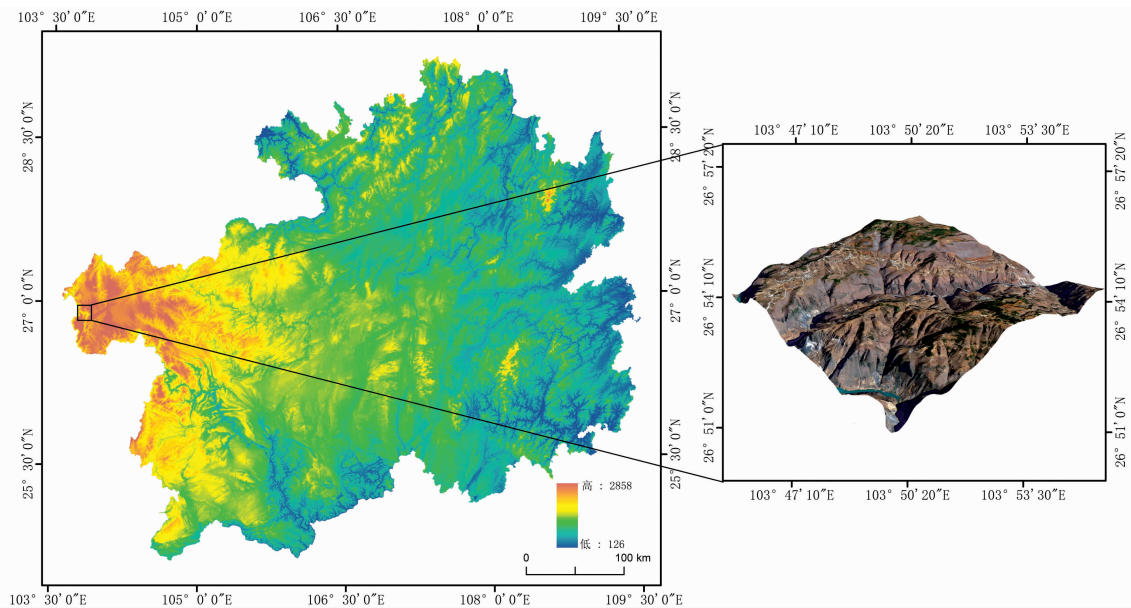 103° 30′ 0″E 105° 0′ 0″E 106° 30′ 0″E 108° 0′ 0″E 109° 30′ 0″E
28° 30′ 0″N
27° 0′ 0″N
25° 30′ 0″N
28° 30′ 0″N
27° 0′ 0″N
25° 30′ 0″N
高 : 2858
低 : 126
0 100 km
103° 30′ 0″E 105° 0′ 0″E 106° 30′ 0″E 108° 0′ 0″E 109° 30′ 0″E
103° 47′ 10″E 103° 50′ 20″E 103° 53′ 30″E
26° 57′ 20″N
26° 54′ 10″N
26° 51′ 0″N
26° 57′ 20″N
26° 54′ 10″N
26° 51′ 0″N
103° 47′ 10″E 103° 50′ 20″E 103° 53′ 30″E